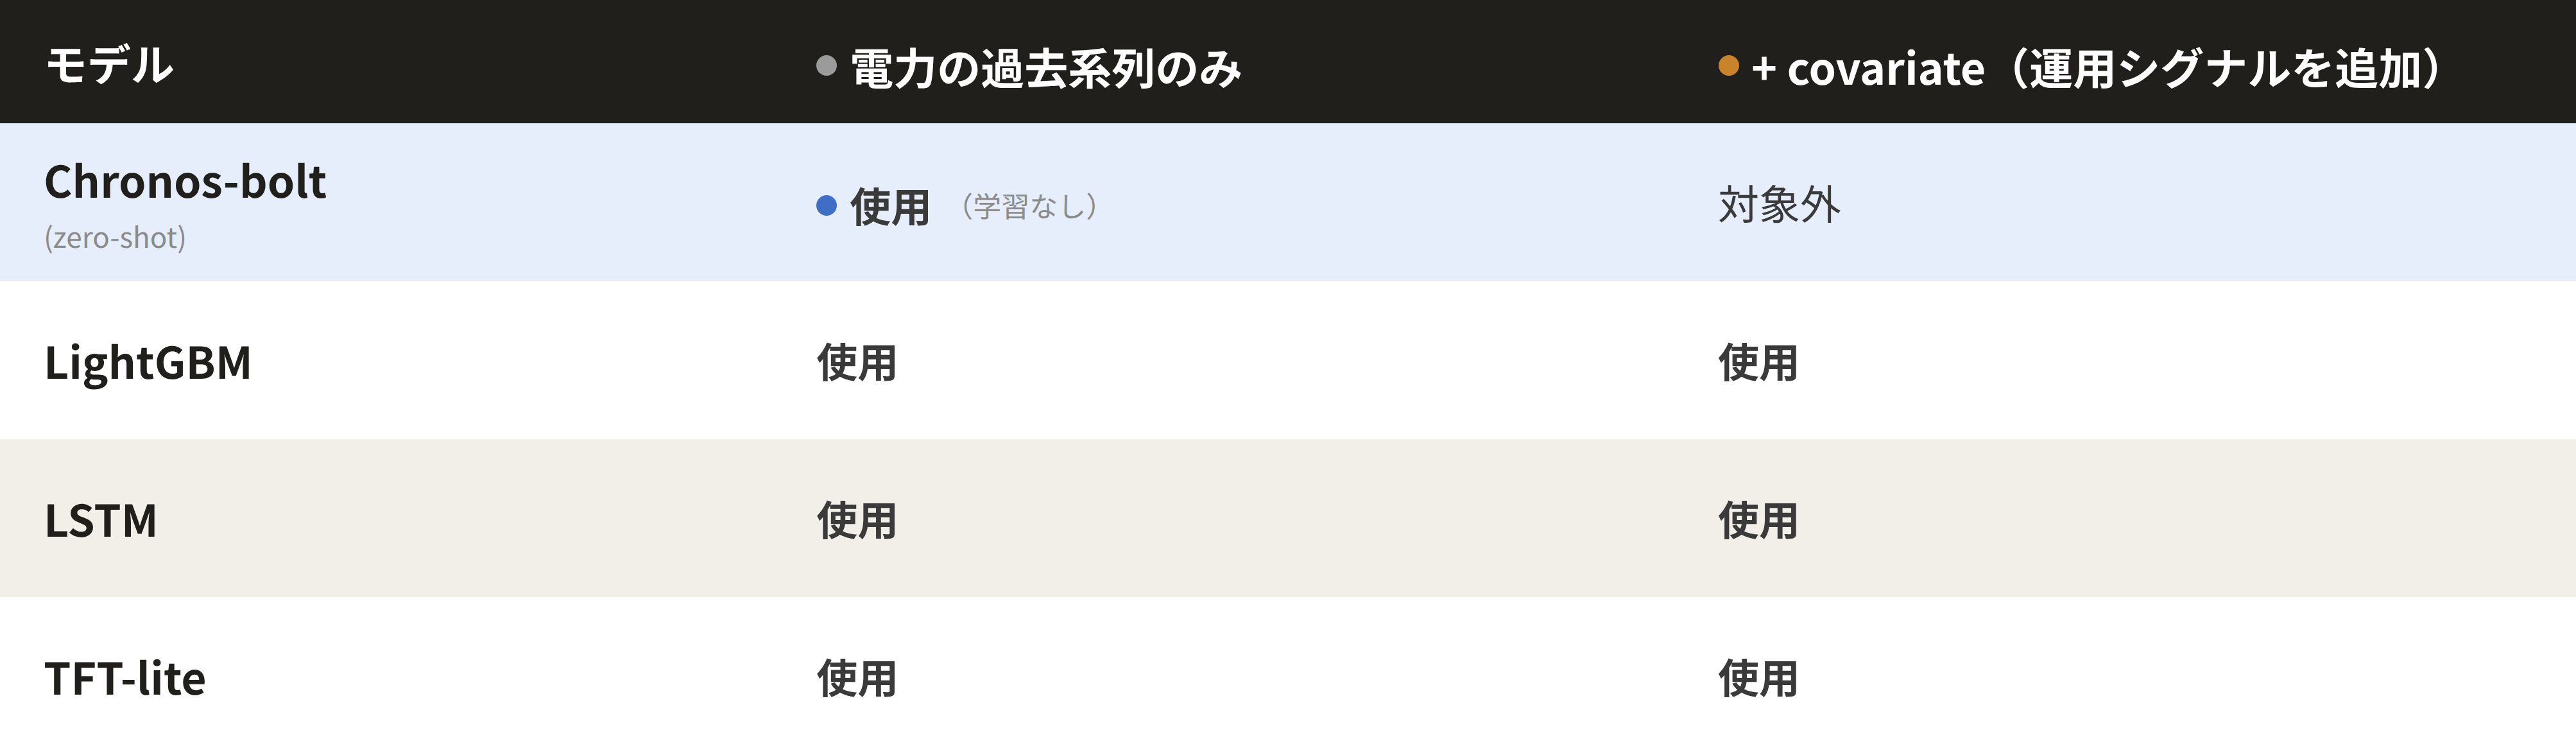 モデル
電力の過去系列のみ
+ covariate（運用シグナルを追加）
Chronos-bolt
(zero-shot)
使用 （学習なし）
対象外
LightGBM
使用
使用
LSTM
使用
使用
TFT-lite
使用
使用